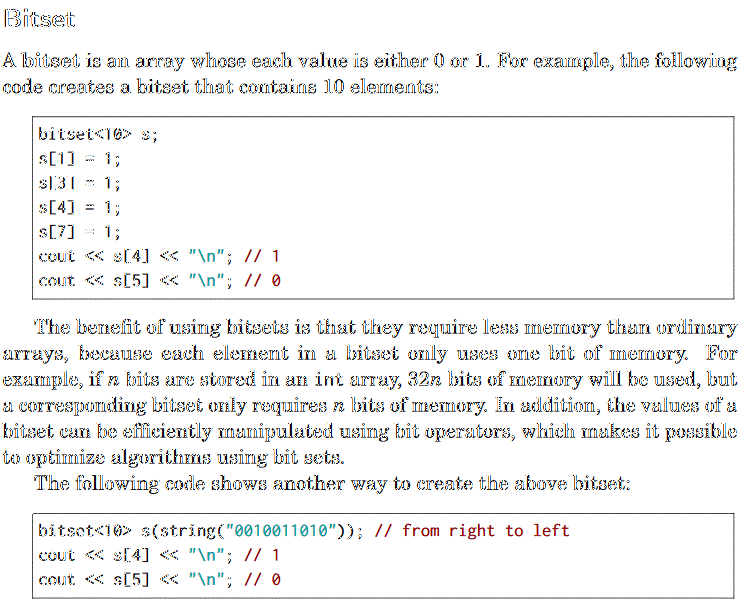 Bitset
A bitset is an array whose each value is either 0 or 1. For example, the following
code creates a bitset that contains 10 elements:
bitset<10> s;
s[1] = 1;
s[3] = 1;
s[4] = 1;
s[7] = 1;
cout << s[4] << "\n"; // 1
cout << s[5] << "\n"; // 0
The benefit of using bitsets is that they require less memory than ordinary
arrays, because each element in a bitset only uses one bit of memory. For
example, if n bits are stored in an int array, 32n bits of memory will be used, but
a corresponding bitset only requires n bits of memory. In addition, the values of a
bitset can be efficiently manipulated using bit operators, which makes it possible
to optimize algorithms using bit sets.
The following code shows another way to create the above bitset:
bitset<10> s(string("0010011010")); // from right to left
cout << s[4] << "\n"; // 1
cout << s[5] << "\n"; // 0